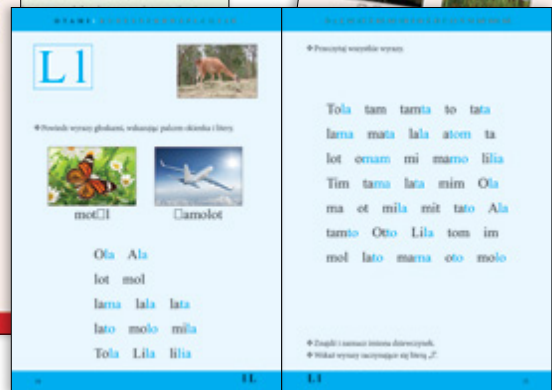 L l
❖ Powiedz wyrazy głoskami, wskazując palcem okienka i litery.
mot□l □amolot
Ola Ala
lot mol
lama lala lata
lato molo mila
Tola Lila lilia
l L
❖ Przeczytaj wszystkie wyrazy.
Tola tam tamta to tata
lama mata lala atom ta
lot omam mi mamo lilia
Tim tama lata mim Ola
ma ot mila mit tato Ala
tamto Otto Lila tom im
mol lato mama oto molo
❖ Znajdź i zaznacz imiona dziewczynek.
❖ Wskaż wyrazy zaczynające się literą „l”.
L l